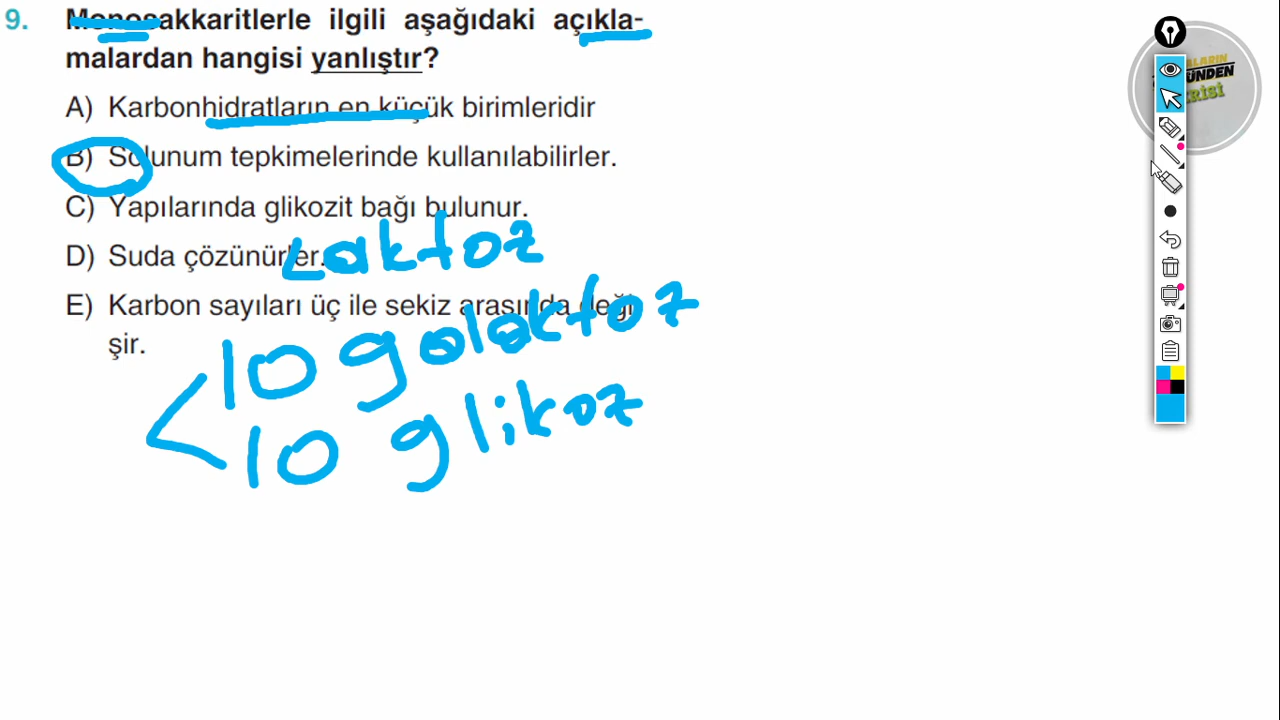 9. Monosakkaritlerle ilgili aşağıdaki açıkla-
malardan hangisi yanlıştır?
A) Karbonhidratların en küçük birimleridir
B) Solunum tepkimelerinde kullanılabilirler.
C) Yapılarında glikozit bağı bulunur.
D) Suda çözünürler.
Laktoz
E) Karbon sayıları üç ile sekiz arasında deği
şir.
10 galaktoz
10 glikoz